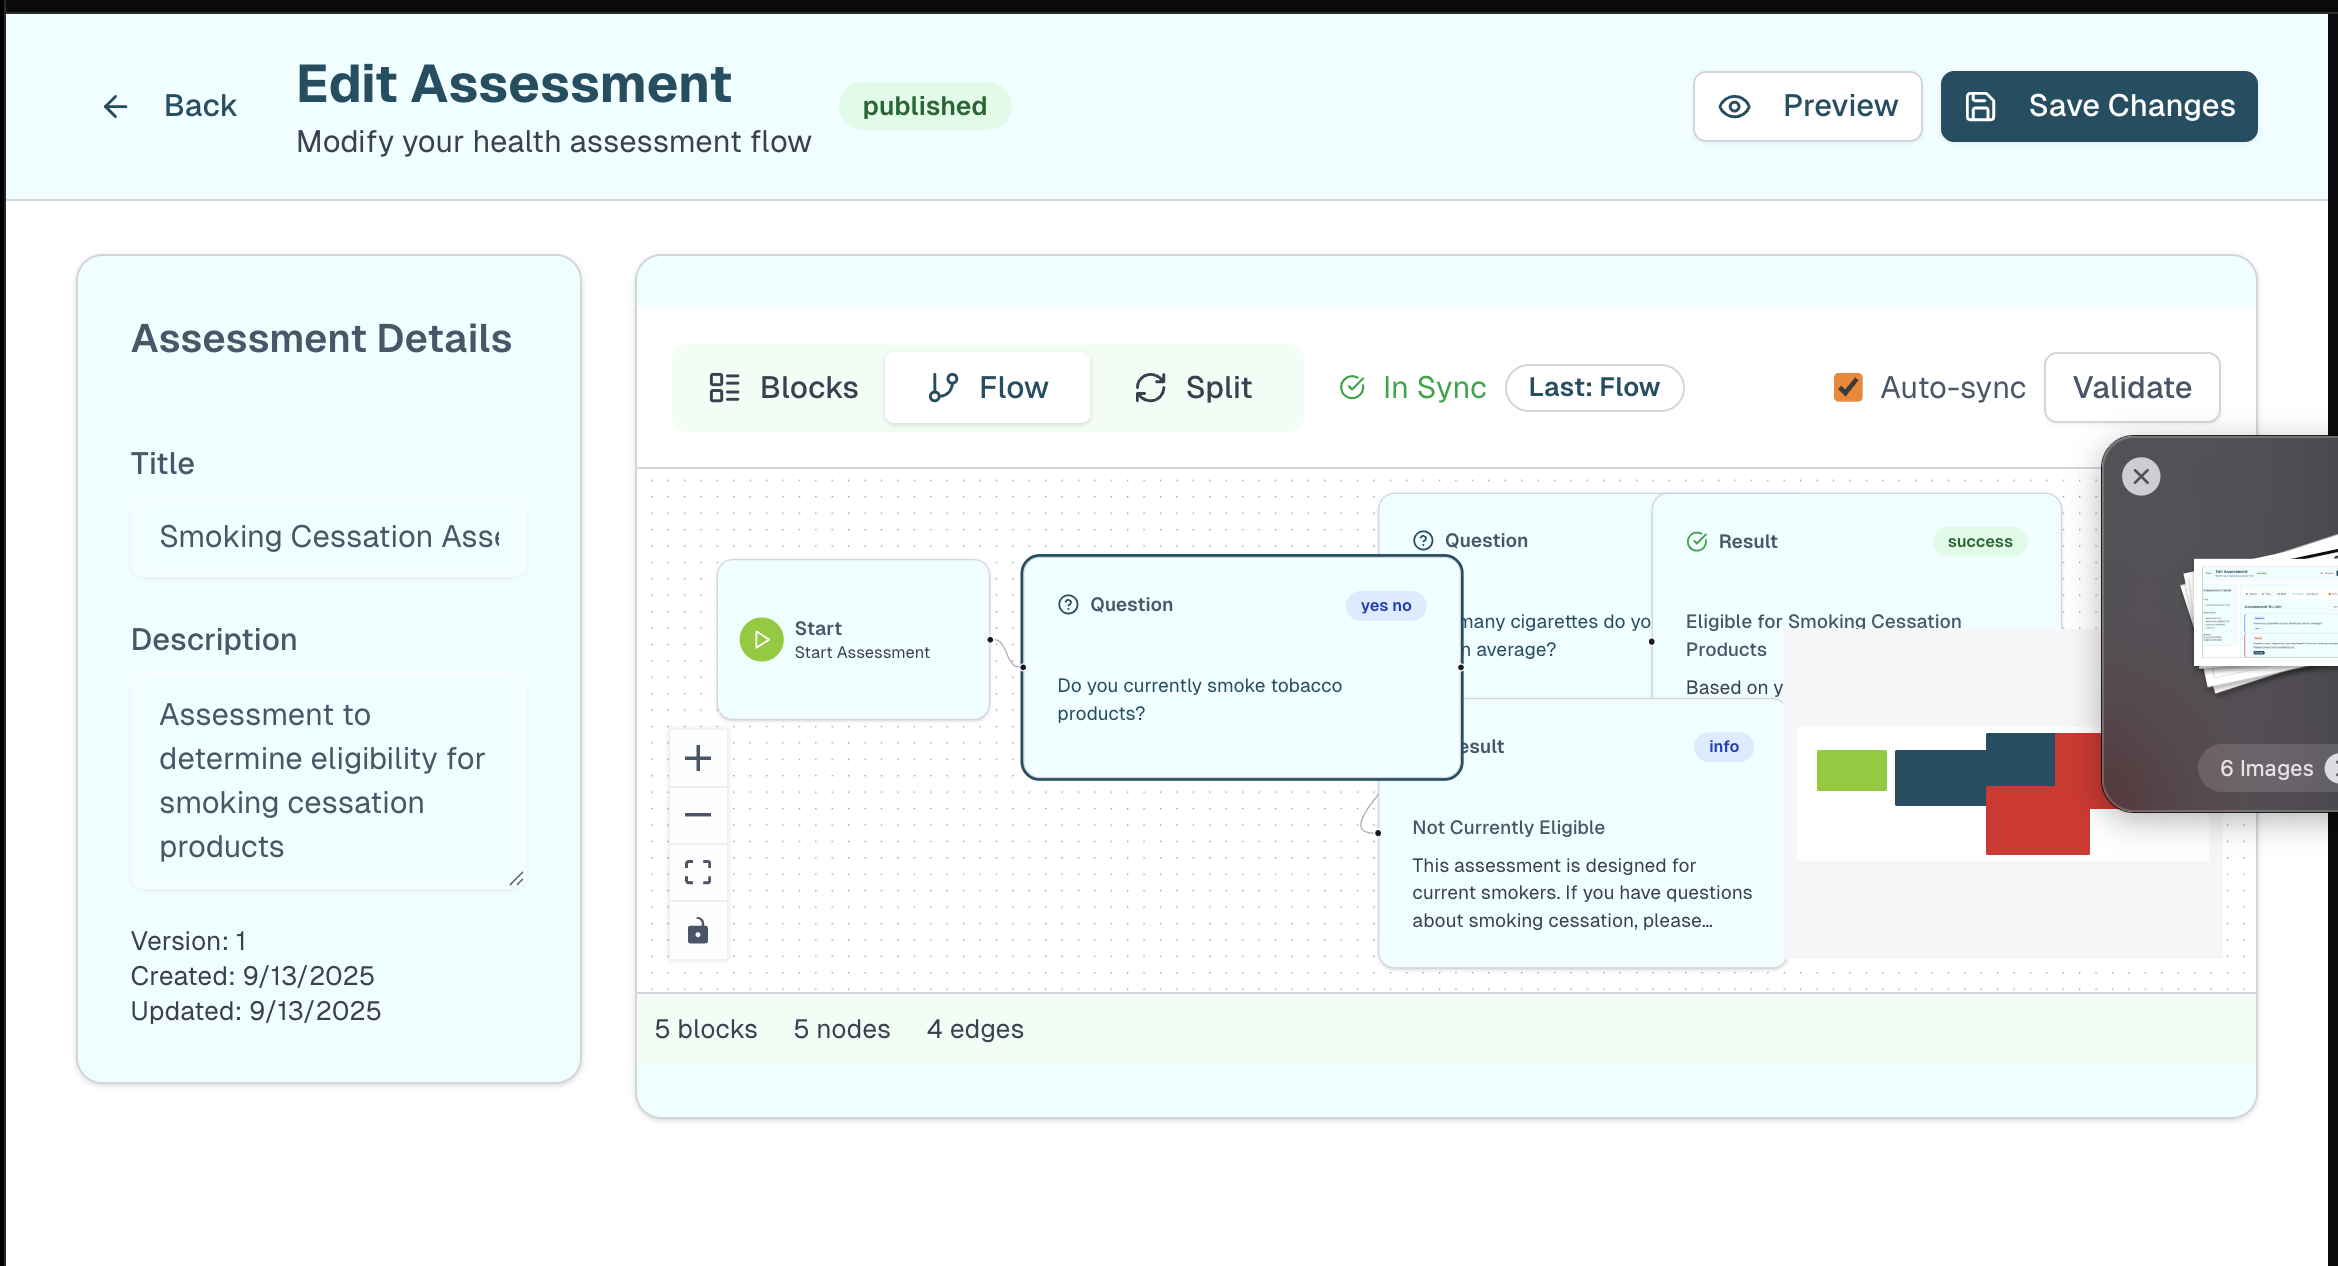 Back
Edit Assessment
Modify your health assessment flow
published
Preview
Save Changes
Assessment Details
Title
Smoking Cessation Asse
Description
Assessment to
determine eligibility for
smoking cessation
products
Version: 1
Created: 9/13/2025
Updated: 9/13/2025
Blocks
Flow
Split
In Sync
Last: Flow
Auto-sync
Validate
Start
Start Assessment
Question
yes no
Do you currently smoke tobacco
products?
Question
many cigarettes do yo
n average?
Result
success
Eligible for Smoking Cessation
Products
Based on y
esult
info
Not Currently Eligible
This assessment is designed for
current smokers. If you have questions
about smoking cessation, please...
6 Images
5 blocks
5 nodes
4 edges